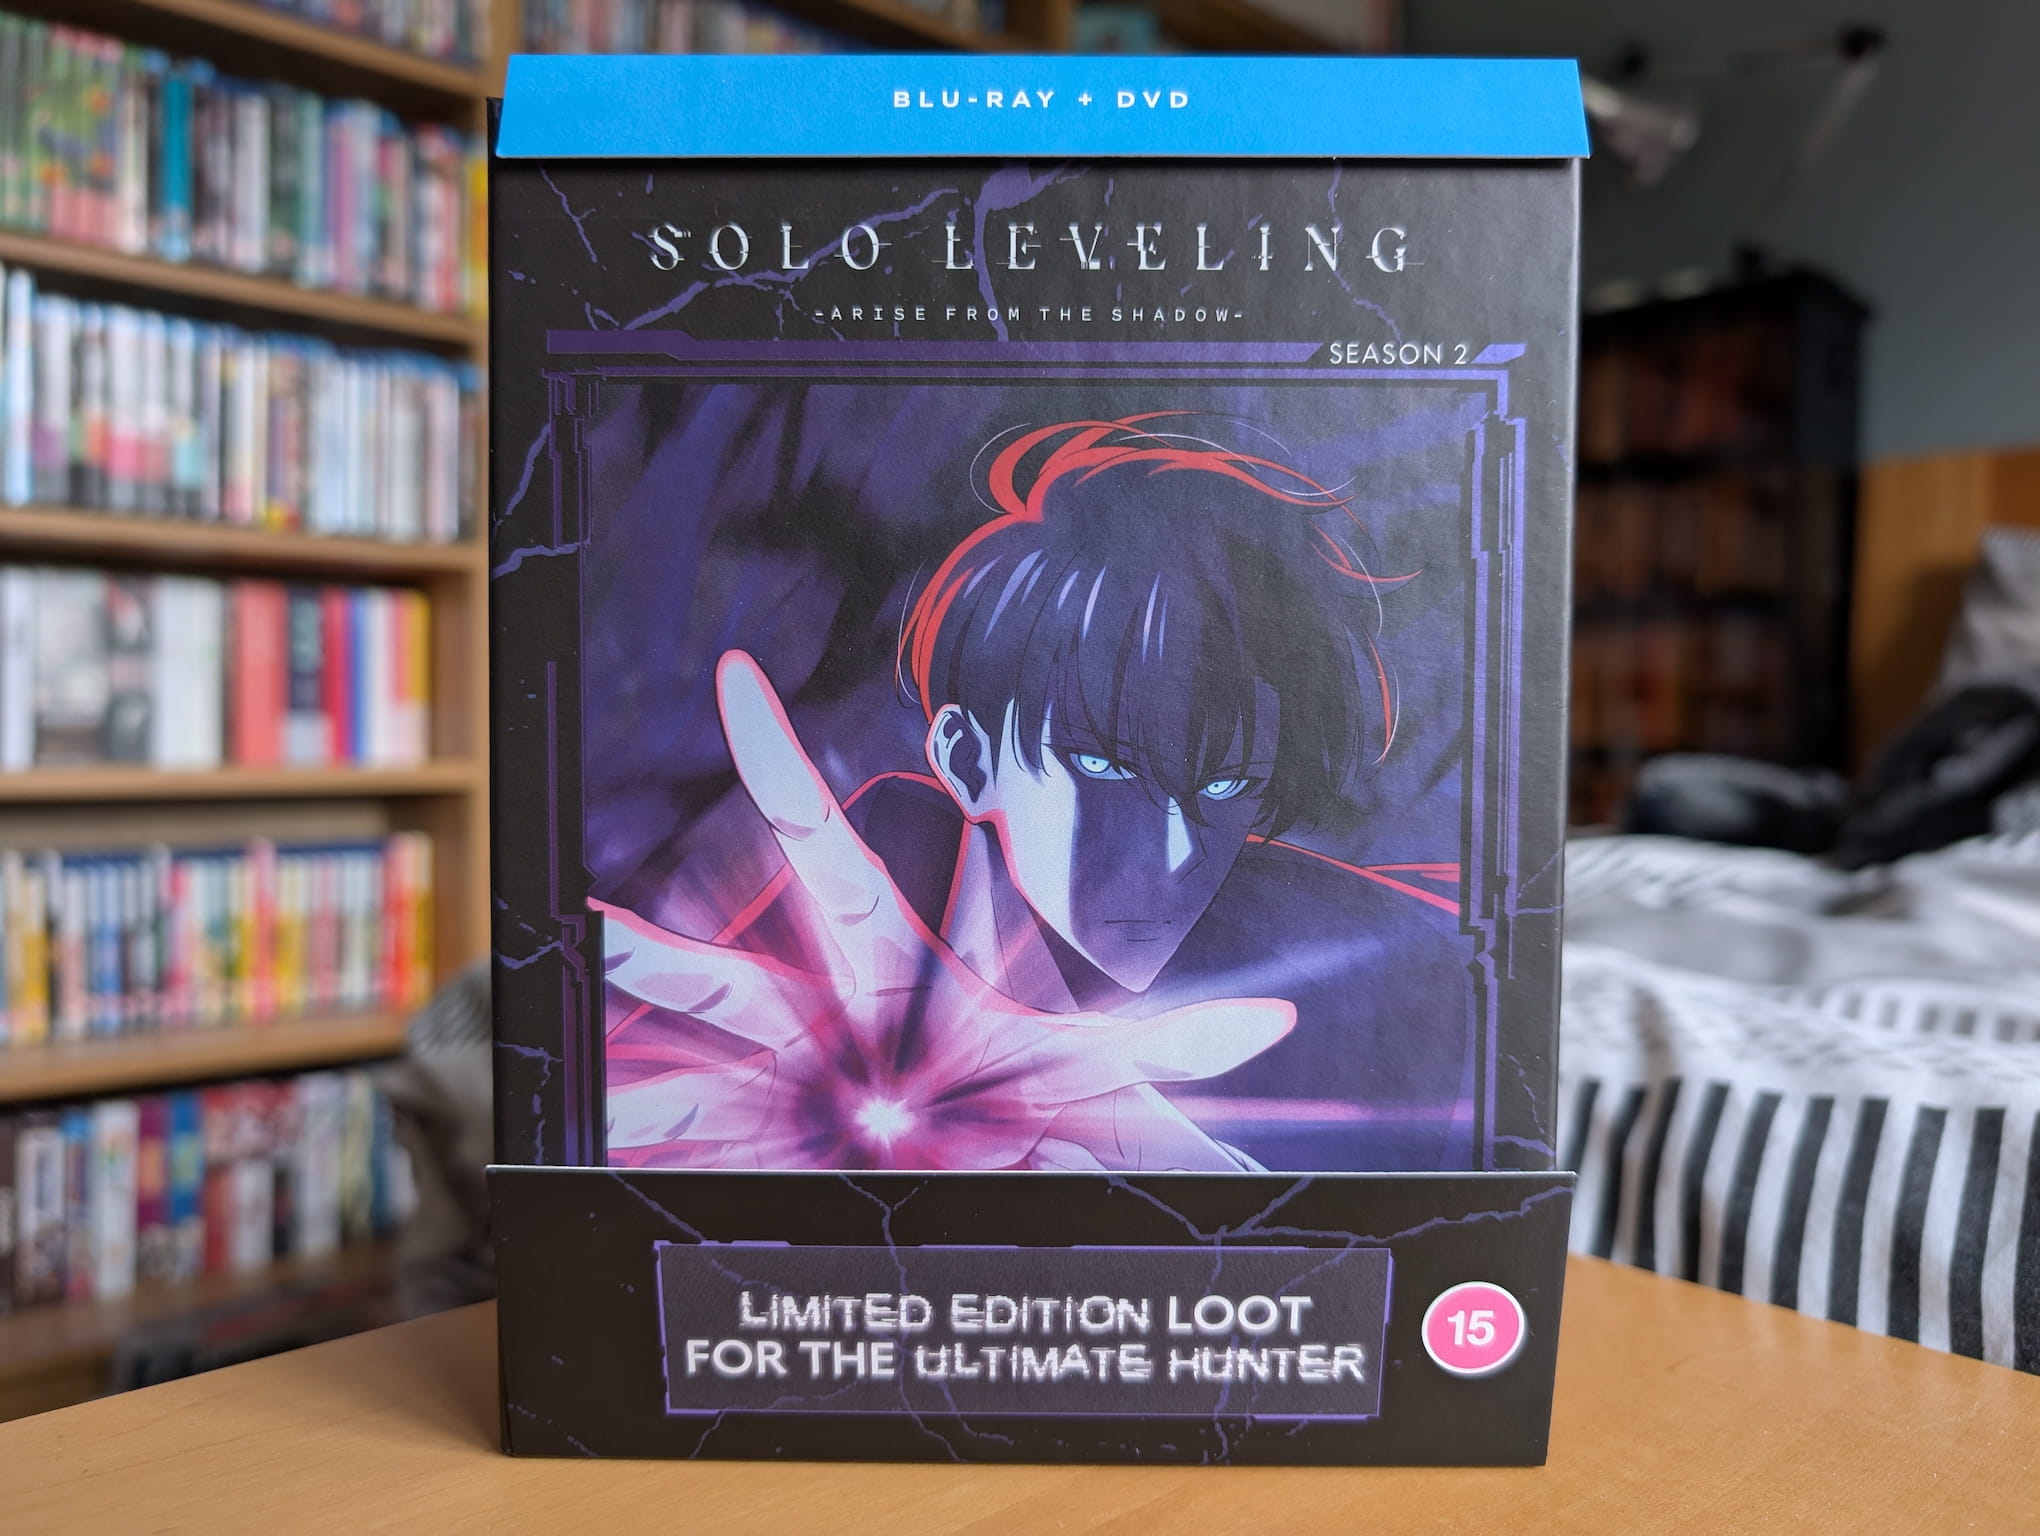 BLU-RAY + DVD
SOLO LEVELING
-ARISE FROM THE SHADOW-
SEASON 2
LIMITED EDITION LOOT
FOR THE ULTIMATE HUNTER
15